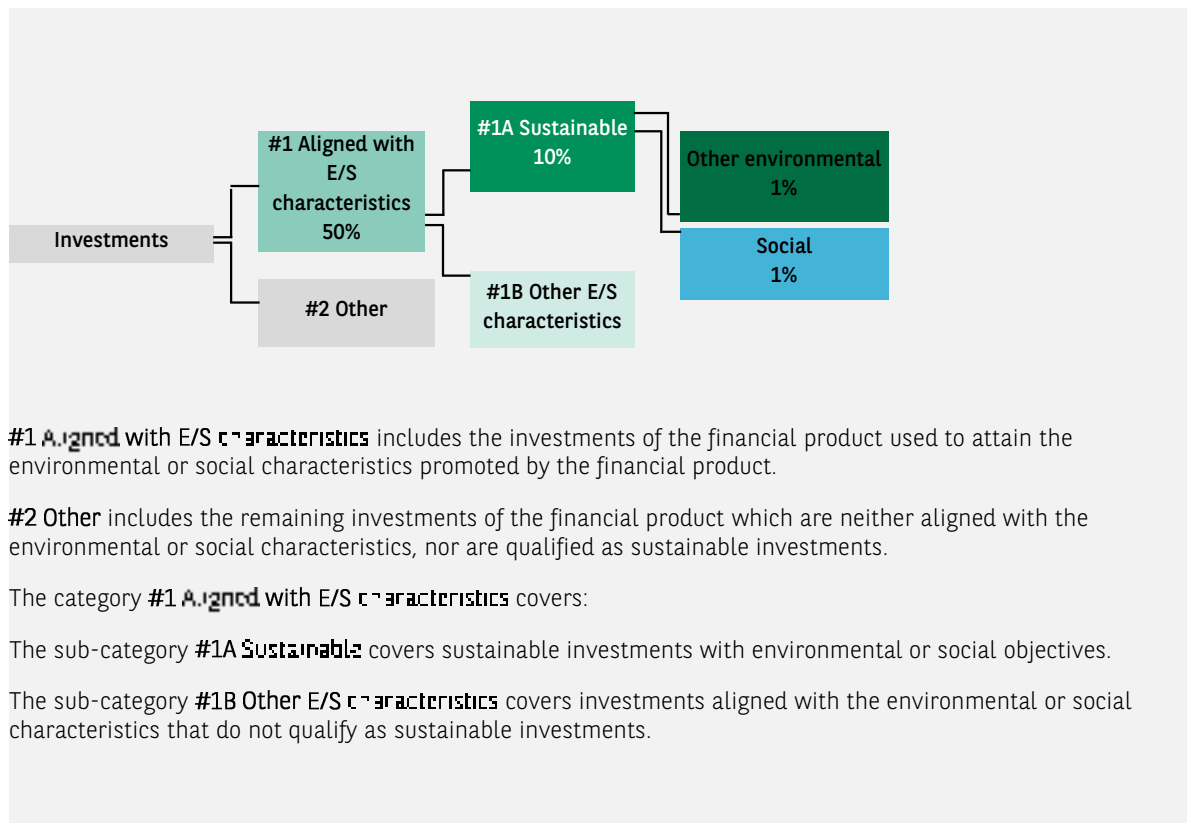 #1A Sustainable
10%
#1 Aligned with
E/S
characteristics
50%
Other environmental
1%
Investments
Social
1%
#2 Other
#1B Other E/S
characteristics
#1 Aligned with E/S characteristics includes the investments of the financial product used to attain the
environmental or social characteristics promoted by the financial product.
#2 Other includes the remaining investments of the financial product which are neither aligned with the
environmental or social characteristics, nor are qualified as sustainable investments.
The category #1 Aligned with E/S characteristics covers:
The sub-category #1A Sustainable covers sustainable investments with environmental or social objectives.
The sub-category #1B Other E/S characteristics covers investments aligned with the environmental or social
characteristics that do not qualify as sustainable investments.